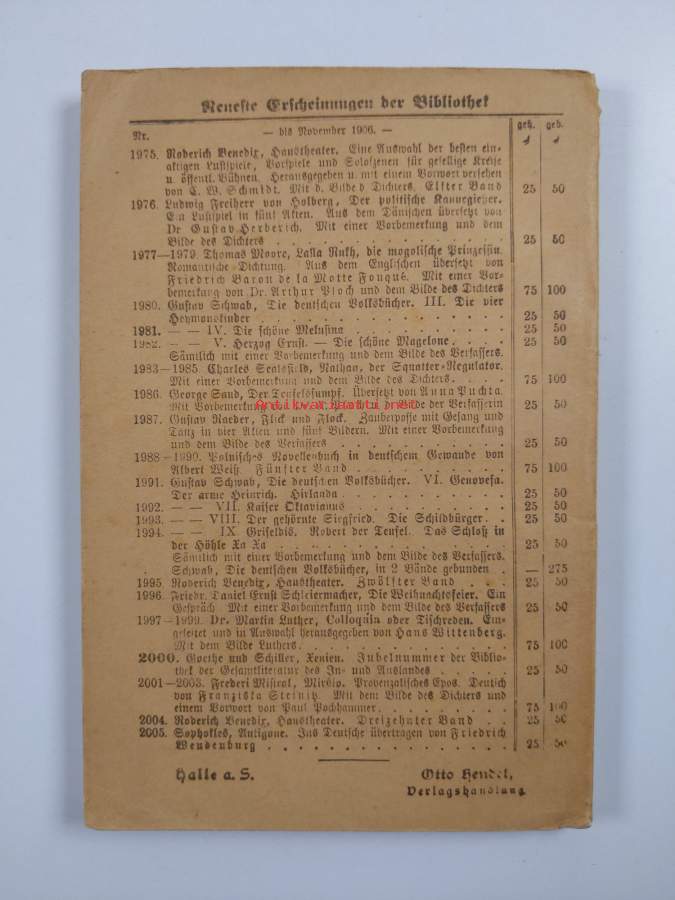 Neueste Erscheinungen der Bibliothek
Nr. — bis November 1906. — geh. geb.
1975. Roderich Benedix, Haustheater. Eine Auswahl der besten ein-
aktigen Lustspiele, Vorspiele und Soloszenen für gesellige Kreise
u. öffentl. Bühnen. Herausgegeben u. mit einem Vorwort versehen
von C. W. Schmidt. Mit d. Bilde d. Dichters. Elfter Band 25 50
1976. Ludwig Freiherr von Holberg, Der politische Kannegießer.
Ein Lustspiel in fünf Akten. Aus dem Dänischen übersetzt von
Dr Gustav Herberich. Mit einer Vorbemerkung und dem
Bilde des Dichters . . . . . . . . . . . . . 25 50
1977—1979. Thomas Moore, Lalla Rukh, die mogolische Prinzessin.
Romantische Dichtung. Aus dem Englischen übersetzt von
Friedrich Baron de la Motte Fouqué. Mit einer Vor-
bemerkung von Dr. Arthur Ploch und dem Bilde des Dichters 75 100
1980. Gustav Schwab, Die deutschen Volksbücher. III. Die vier
Heymonskinder . . . . . . . . . . . . . 25 50
1981. — — IV. Die schöne Melusina . . . . . . . . 25 50
1982. — — V. Herzog Ernst. — Die schöne Magelone . . . . 25 50
Sämtlich mit einer Vorbemerkung und dem Bilde des Verfassers.
1983—1985. Charles Sealsfield, Nathan, der Squatter-Regulator.
Mit einer Vorbemerkung und dem Bilde des Dichters. . . . 75 100
1986. George Sand, Der Teufelssumpf. Übersetzt von Anna Puchta.
Mit Vorbemerkung und dem Bilde der Verfasserin 25 50
antikvariaatti.net
1987. Gustav Raeder, Flick und Flock. Zauberposse mit Gesang und
Tanz in vier Akten und fünf Bildern. Mit einer Vorbemerkung
und dem Bilde des Verfassers . . . . . . . . . 25 50
1988—1990. Polnisches Novellenbuch in deutschem Gewande von
Albert Weiß. Fünfter Band . . . . . . . . . 75 100
1991. Gustav Schwab, Die deutschen Volksbücher. VI. Genovefa.
Der arme Heinrich. Hirlanda . . . . . . . . . 25 50
1992. — — VII. Kaiser Oktavianus . . . . . . . . 25 50
1993. — — VIII. Der gehörnte Siegfried. Die Schildbürger . . 25 50
1994. — — IX. Griseldis. Robert der Teufel. Das Schloß in
der Höhle Xa Xa . . . . . . . . . . . . 25 50
Sämtlich mit einer Vorbemerkung und dem Bilde des Verfassers.
Schwab, Die deutschen Volksbücher, in 2 Bände gebunden . — 275
1995. Roderich Benedix, Haustheater. Zwölfter Band . . . 25 50
1996. Friedr. Daniel Ernst Schleiermacher, Die Weihnachtsfeier. Ein
Gespräch Mit einer Vorbemerkung und dem Bilde des Verfassers 25 50
1997—1999. Dr. Martin Luther, Colloquia oder Tischreden. Ein-
geleitet und in Auswahl herausgegeben von Hans Wittenberg.
Mit dem Bilde Luthers. . . . . . . . . . . 75 100
2000. Goethe und Schiller, Xenien. Jubelnummer der Biblio-
thek der Gesamtliteratur des In- und Auslandes . . . . . 25 50
2001—2003. Frederi Mistral, Mirèio. Provenzalisches Epos. Deutsch
von Franziska Steinitz. Mit dem Bilde des Dichters und
einem Vorwort von Paul Pochhammer. . . . . . . . 75 100
2004. Roderich Benedix, Haustheater. Dreizehnter Band . . 25 50
2005. Sophokles, Antigone. Ins Deutsche übertragen von Friedrich
Wendenburg . . . . . . . . . . . . . . 25 50
Halle a. S. Otto Hendel,
Verlagshandlung